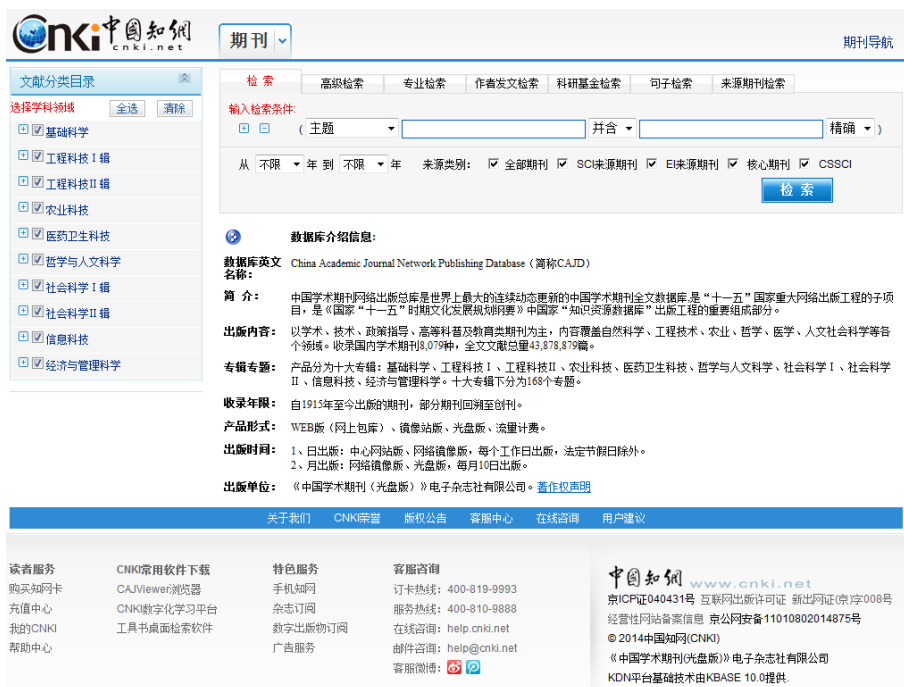 Cnki 中国知网
cnki.net
期刊
期刊导航
文献分类目录
选择学科领域 全选 清除
基础科学
工程科技Ⅰ辑
工程科技Ⅱ辑
农业科技
医药卫生科技
哲学与人文科学
社会科学Ⅰ辑
社会科学Ⅱ辑
信息科技
经济与管理科学
检索 高级检索 专业检索 作者发文检索 科研基金检索 句子检索 来源期刊检索
输入检索条件:
( 主题 并含 精确 )
从 不限 年 到 不限 年 来源类别: 全部期刊 SCI来源期刊 EI来源期刊 核心期刊 CSSCI
检索
数据库介绍信息:
数据库英文名称: China Academic Journal Network Publishing Database（简称CAJD）
简 介: 中国学术期刊网络出版总库是世界上最大的连续动态更新的中国学术期刊全文数据库,是“十一五”国家重大网络出版工程的子项
目，是《国家“十一五”时期文化发展规划纲要》中国家“知识资源数据库”出版工程的重要组成部分。
出版内容: 以学术、技术、政策指导、高等科普及教育类期刊为主，内容覆盖自然科学、工程技术、农业、哲学、医学、人文社会科学等各
个领域。收录国内学术期刊8,079种，全文文献总量43,878,879篇。
专辑专题: 产品分为十大专辑：基础科学、工程科技Ⅰ、工程科技Ⅱ、农业科技、医药卫生科技、哲学与人文科学、社会科学Ⅰ、社会科学
Ⅱ、信息科技、经济与管理科学。十大专辑下分为168个专题。
收录年限: 自1915年至今出版的期刊，部分期刊回溯至创刊。
产品形式: WEB版（网上包库）、镜像站版、光盘版、流量计费。
出版时间: 1、日出版：中心网站版、网络镜像版，每个工作日出版，法定节假日除外。
2、月出版：网络镜像版、光盘版，每月10日出版。
出版单位: 《中国学术期刊（光盘版）》电子杂志社有限公司。著作权声明
关于我们 CNKI荣誉 版权公告 客服中心 在线咨询 用户建议
读者服务
购买知网卡
充值中心
我的CNKI
帮助中心
CNKI常用软件下载
CAJViewer浏览器
CNKI数字化学习平台
工具书桌面检索软件
特色服务
手机知网
杂志订阅
数字出版物订阅
广告服务
客服咨询
订卡热线：400-819-9993
服务热线：400-810-9888
在线咨询：help.cnki.net
邮件咨询：help@cnki.net
客服微博：
中国知网 www.cnki.net
京ICP证040431号 互联网出版许可证 新出网证(京)字008号
经营性网站备案信息 京公网安备11010802014875号
©2014中国知网(CNKI)
《中国学术期刊(光盘版)》电子杂志社有限公司
KDN平台基础技术由KBASE 10.0提供.